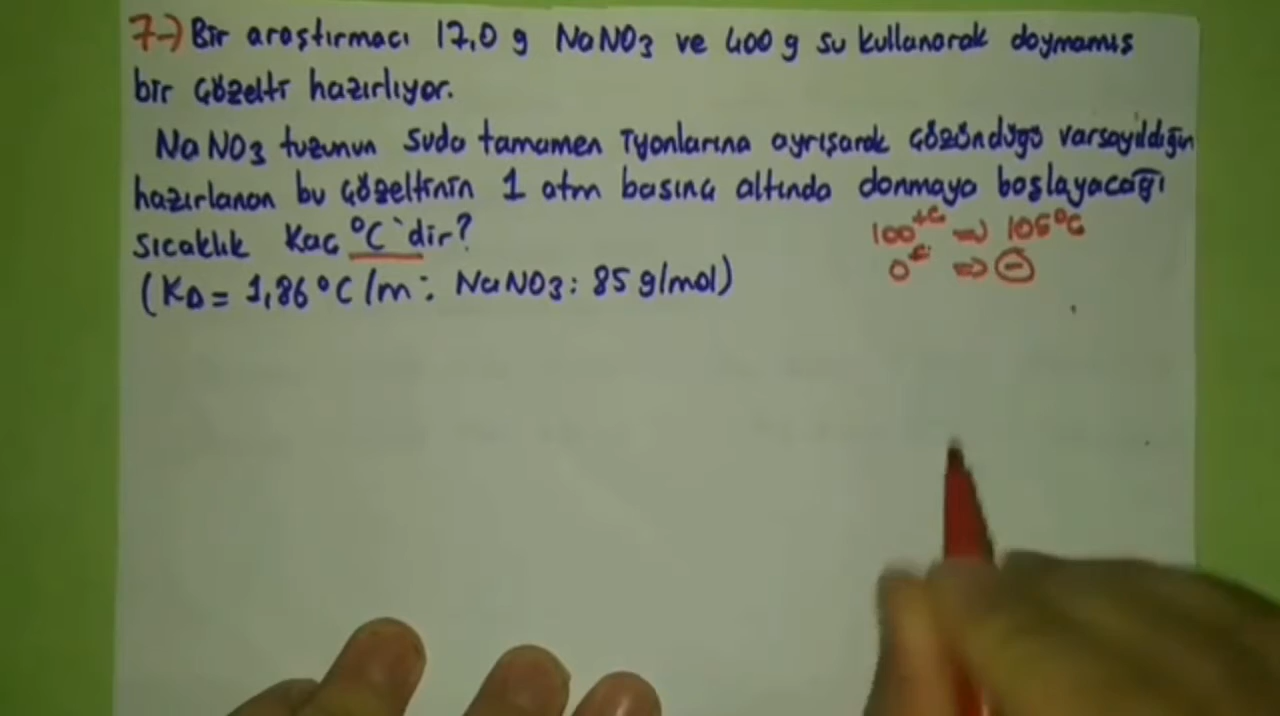 7-) Bir araştırmacı 17,0 g NaNO3 ve 400 g su kullanarak doymamış
bir çözelti hazırlıyor.
NaNO3 tuzunun suda tamamen iyonlarına ayrışarak çözündüğü varsayıldığın
hazırlanan bu çözeltinin 1 atm basınç altında donmaya başlayacağı
sıcaklık Kaç °C'dir?
100°C ⇒ 105°C
0°C ⇒ -
(KD = 1,86 °C/m; NaNO3: 85 g/mol)